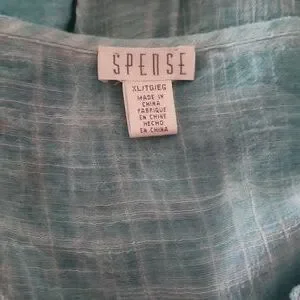 SPENSE
XL/TG/EG
MADE IN
CHINA
FABRIQUE
EN CHINE
HECHO
EN CHINA